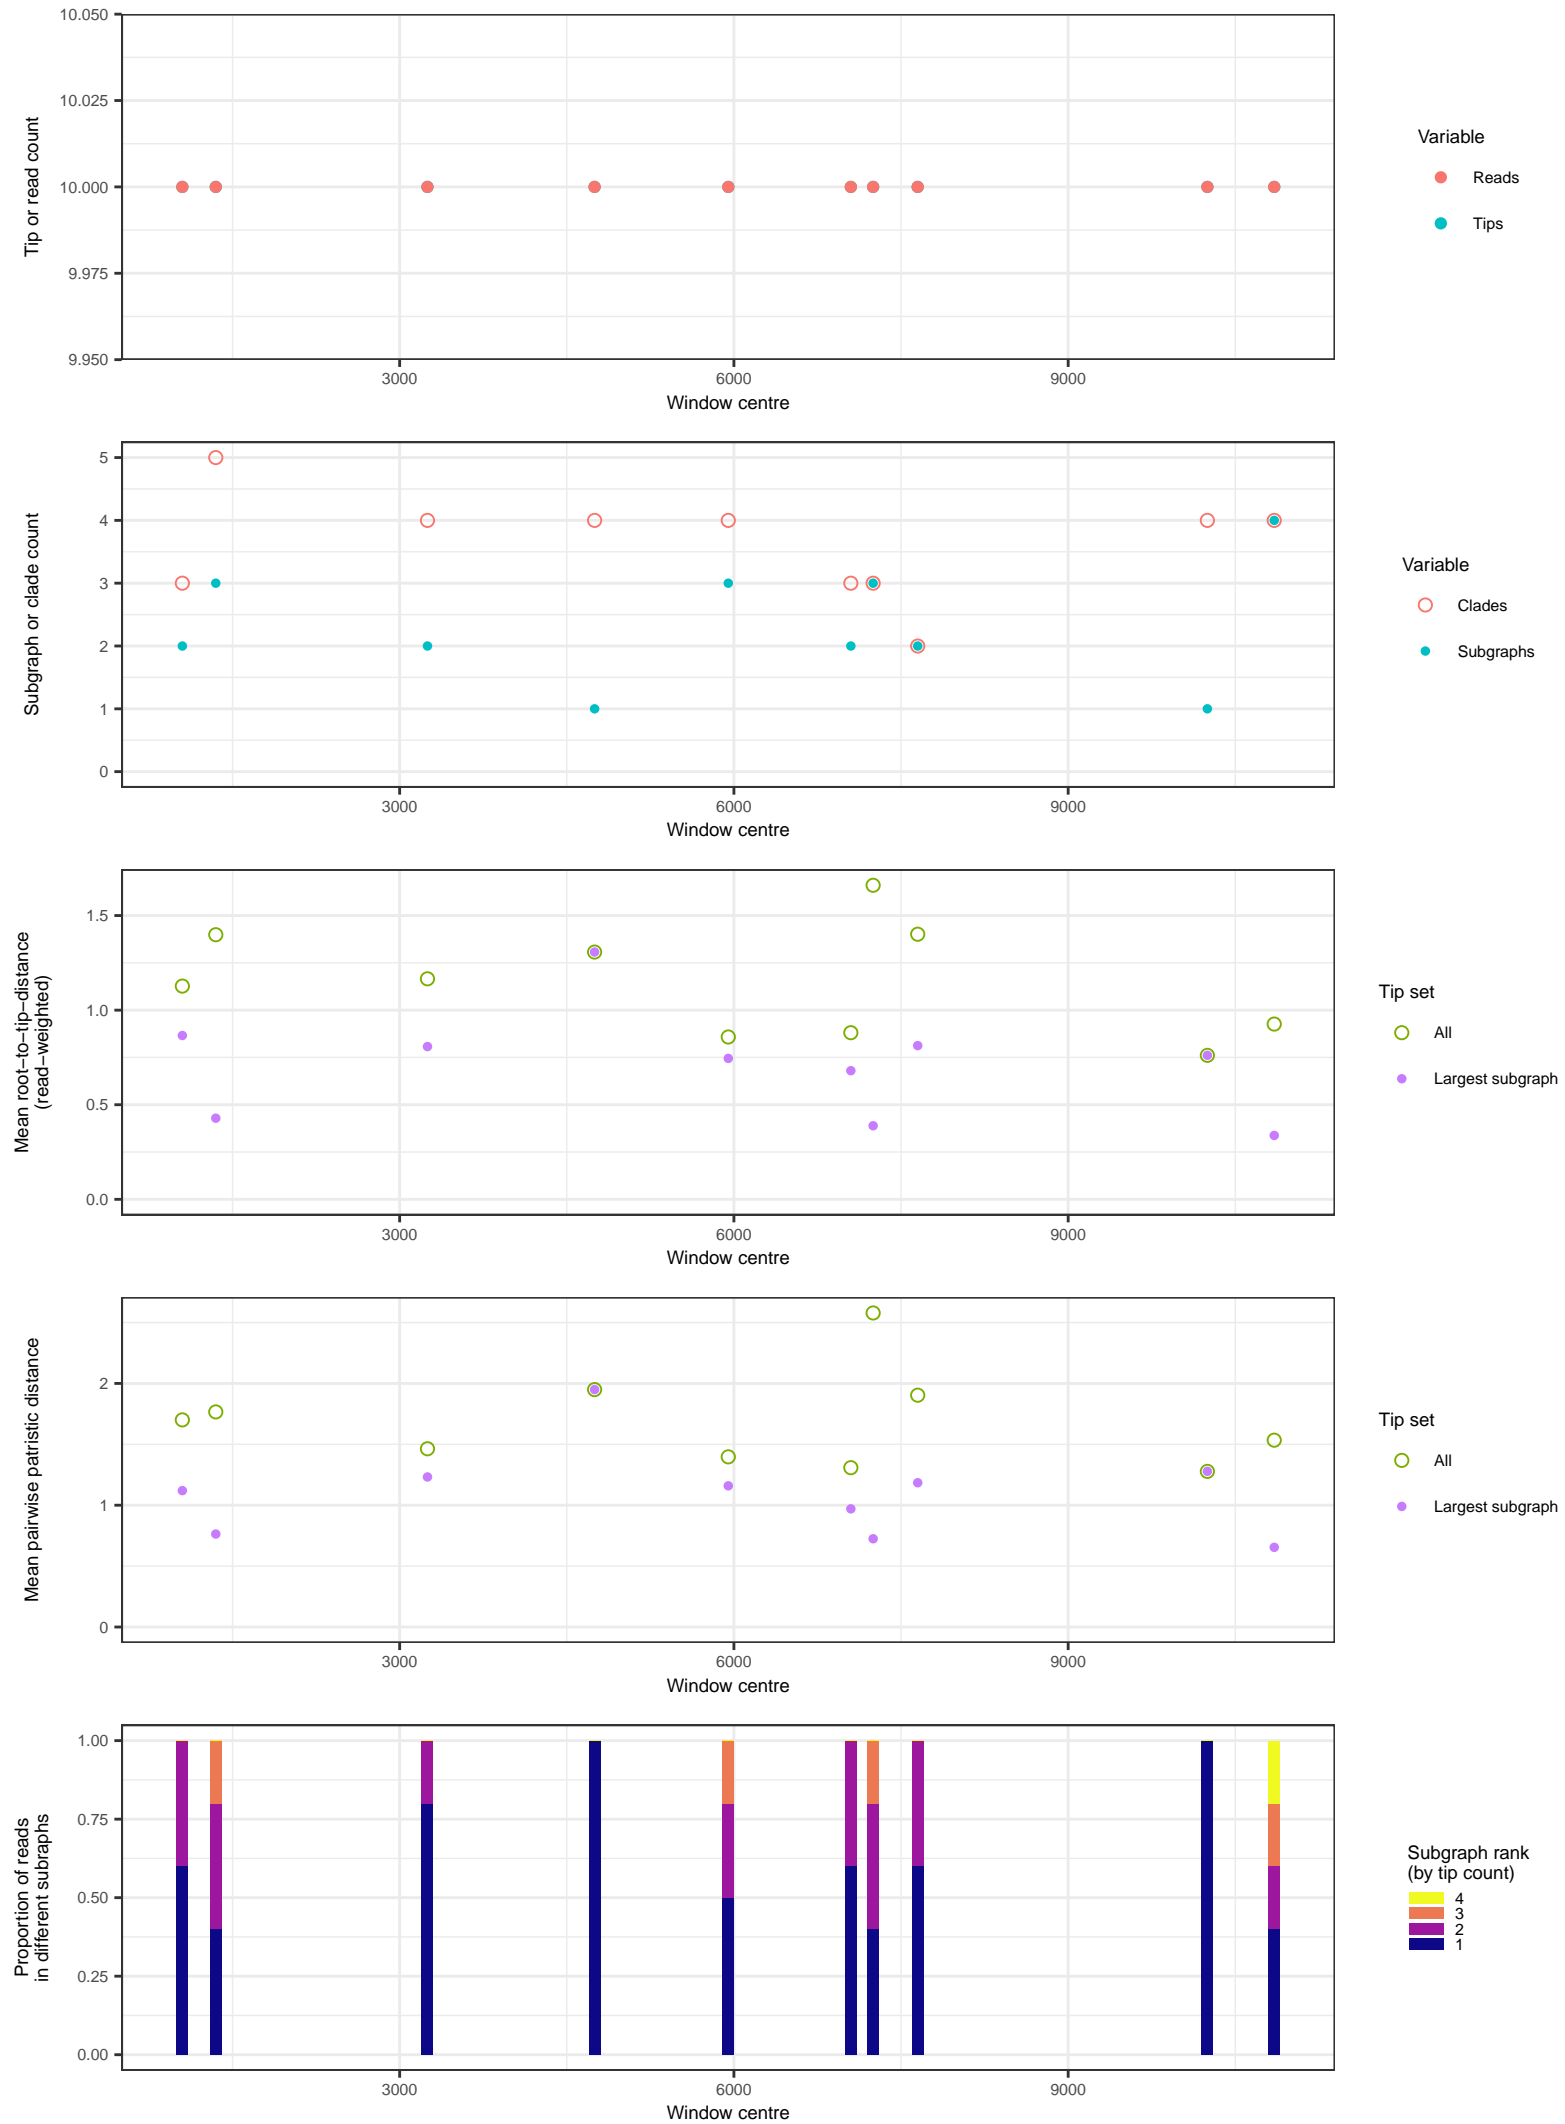 10.050
10.025
10.000
9.975
9.950
Tip or read count
3000 6000 9000
Window centre
Variable
Reads
Tips
5
4
3
2
1
0
Subgraph or clade count
3000 6000 9000
Window centre
Variable
Clades
Subgraphs
1.5
1.0
0.5
0.0
Mean root−to−tip−distance
(read−weighted)
3000 6000 9000
Window centre
Tip set
All
Largest subgraph
2
1
0
Mean pairwise patristic distance
3000 6000 9000
Window centre
Tip set
All
Largest subgraph
1.00
0.75
0.50
0.25
0.00
Proportion of reads
in different subraphs
3000 6000 9000
Window centre
Subgraph rank
(by tip count)
4
3
2
1